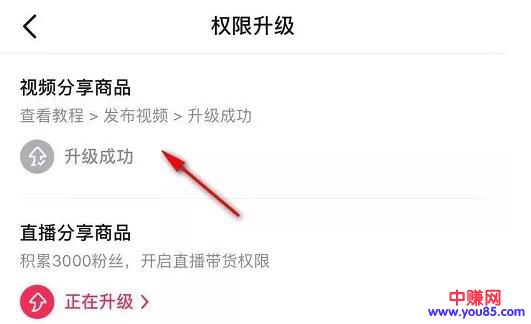 权限升级
视频分享商品
查看教程 > 发布视频 > 升级成功
升级成功
直播分享商品
积累3000粉丝，开启直播带货权限
正在升级 >
中赚网
www.you85.com